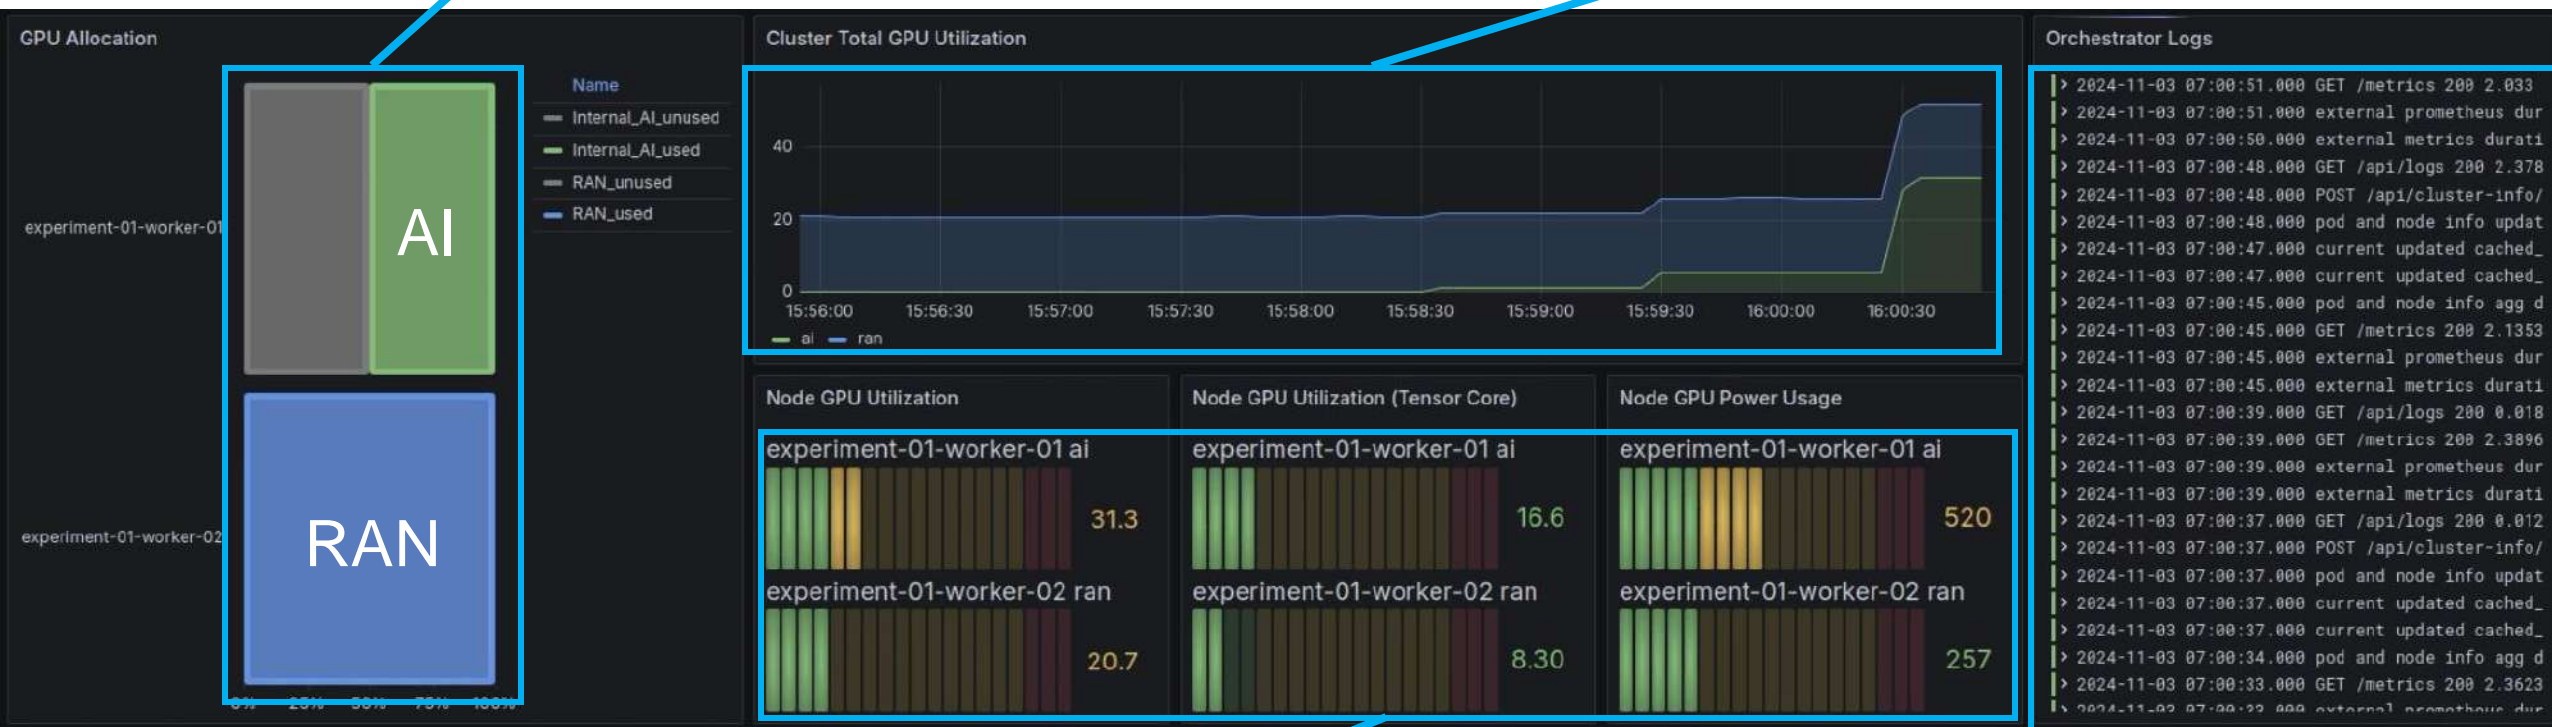 GPU Allocation
Name
Internal_AI_unused
Internal_AI_used
RAN_unused
RAN_used
experiment-01-worker-01
AI
experiment-01-worker-02
RAN
0% 25% 50% 75% 100%
Cluster Total GPU Utilization
40
20
0
15:56:00 15:56:30 15:57:00 15:57:30 15:58:00 15:58:30 15:59:00 15:59:30 16:00:00 16:00:30
ai ran
Node GPU Utilization
experiment-01-worker-01 ai
31.3
experiment-01-worker-02 ran
20.7
Node GPU Utilization (Tensor Core)
experiment-01-worker-01 ai
16.6
experiment-01-worker-02 ran
8.30
Node GPU Power Usage
experiment-01-worker-01 ai
520
experiment-01-worker-02 ran
257
Orchestrator Logs
> 2024-11-03 07:00:51.000 GET /metrics 200 2.033
> 2024-11-03 07:00:51.000 external prometheus dur
> 2024-11-03 07:00:50.000 external metrics durati
> 2024-11-03 07:00:48.000 GET /api/logs 200 2.378
> 2024-11-03 07:00:48.000 POST /api/cluster-info/
> 2024-11-03 07:00:48.000 pod and node info updat
> 2024-11-03 07:00:47.000 current updated cached_
> 2024-11-03 07:00:47.000 current updated cached_
> 2024-11-03 07:00:45.000 pod and node info agg d
> 2024-11-03 07:00:45.000 GET /metrics 200 2.1353
> 2024-11-03 07:00:45.000 external prometheus dur
> 2024-11-03 07:00:45.000 external metrics durati
> 2024-11-03 07:00:39.000 GET /api/logs 200 0.018
> 2024-11-03 07:00:39.000 GET /metrics 200 2.3896
> 2024-11-03 07:00:39.000 external prometheus dur
> 2024-11-03 07:00:39.000 external metrics durati
> 2024-11-03 07:00:37.000 GET /api/logs 200 0.012
> 2024-11-03 07:00:37.000 POST /api/cluster-info/
> 2024-11-03 07:00:37.000 pod and node info updat
> 2024-11-03 07:00:37.000 current updated cached_
> 2024-11-03 07:00:37.000 current updated cached_
> 2024-11-03 07:00:34.000 pod and node info agg d
> 2024-11-03 07:00:33.000 GET /metrics 200 2.3623
> 2024-11-03 07:00:33.000 external prometheus dur